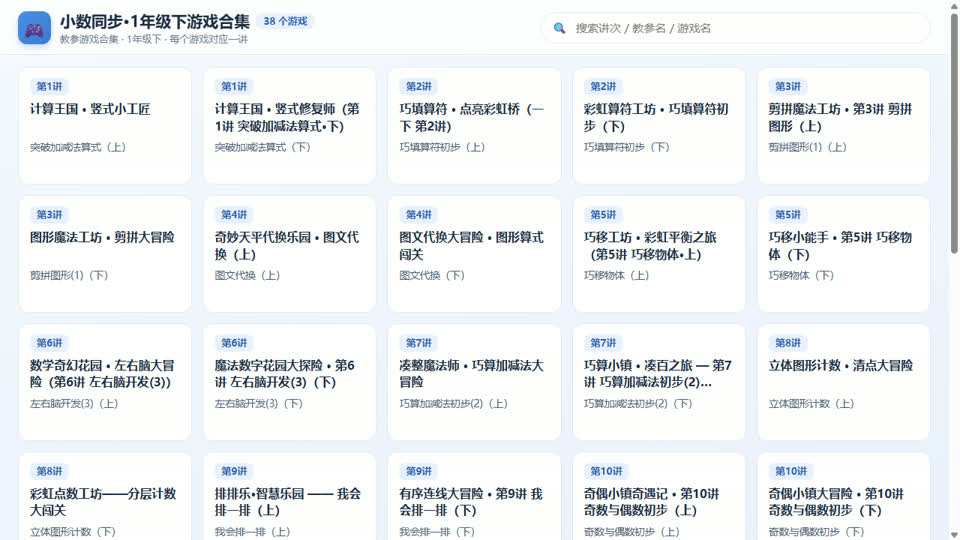 小数同步·1年级下游戏合集 38 个游戏
教参游戏合集 · 1年级下 · 每个游戏对应一讲
搜索讲次 / 教参名 / 游戏名
第1讲
计算王国 · 竖式小工匠
突破加减法算式（上）
第1讲
计算王国 · 竖式修复师（第
1讲 突破加减法算式·下）
突破加减法算式（下）
第2讲
巧填算符 · 点亮彩虹桥（一
下 第2讲）
巧填算符初步（上）
第2讲
彩虹算符工坊 · 巧填算符初
步（下）
巧填算符初步（下）
第3讲
剪拼魔法工坊 · 第3讲 剪拼
图形（上）
剪拼图形(1)（上）
第3讲
图形魔法工坊 · 剪拼大冒险
剪拼图形(1)（下）
第4讲
奇妙天平代换乐园 · 图文代
换（上）
图文代换（上）
第4讲
图文代换大冒险 · 图形算式
闯关
图文代换（下）
第5讲
巧移工坊 · 彩虹平衡之旅
（第5讲 巧移物体·上）
巧移物体（上）
第5讲
巧移小能手 · 第5讲 巧移物
体（下）
巧移物体（下）
第6讲
数学奇幻花园 · 左右脑大冒
险（第6讲 左右脑开发(3)）
左右脑开发(3)（上）
第6讲
魔法数字花园大探险 · 第6
讲 左右脑开发(3)（下）
左右脑开发(3)（下）
第7讲
凑整魔法师 · 巧算加减法大
冒险
巧算加减法初步(2)（上）
第7讲
巧算小镇 · 凑百之旅 — 第7
讲 巧算加减法初步(2)...
巧算加减法初步(2)（下）
第8讲
立体图形计数 · 清点大冒险
立体图形计数（上）
第8讲
彩虹点数工坊——分层计数
大闯关
立体图形计数（下）
第9讲
排排乐·智慧乐园 —— 我会
排一排（上）
我会排一排（上）
第9讲
有序连线大冒险 · 第9讲 我
会排一排（下）
我会排一排（下）
第10讲
奇偶小镇奇遇记 · 第10讲
奇数与偶数初步（上）
奇数与偶数初步（上）
第10讲
奇偶小镇大冒险 · 第10讲
奇数与偶数初步（下）
奇数与偶数初步（下）